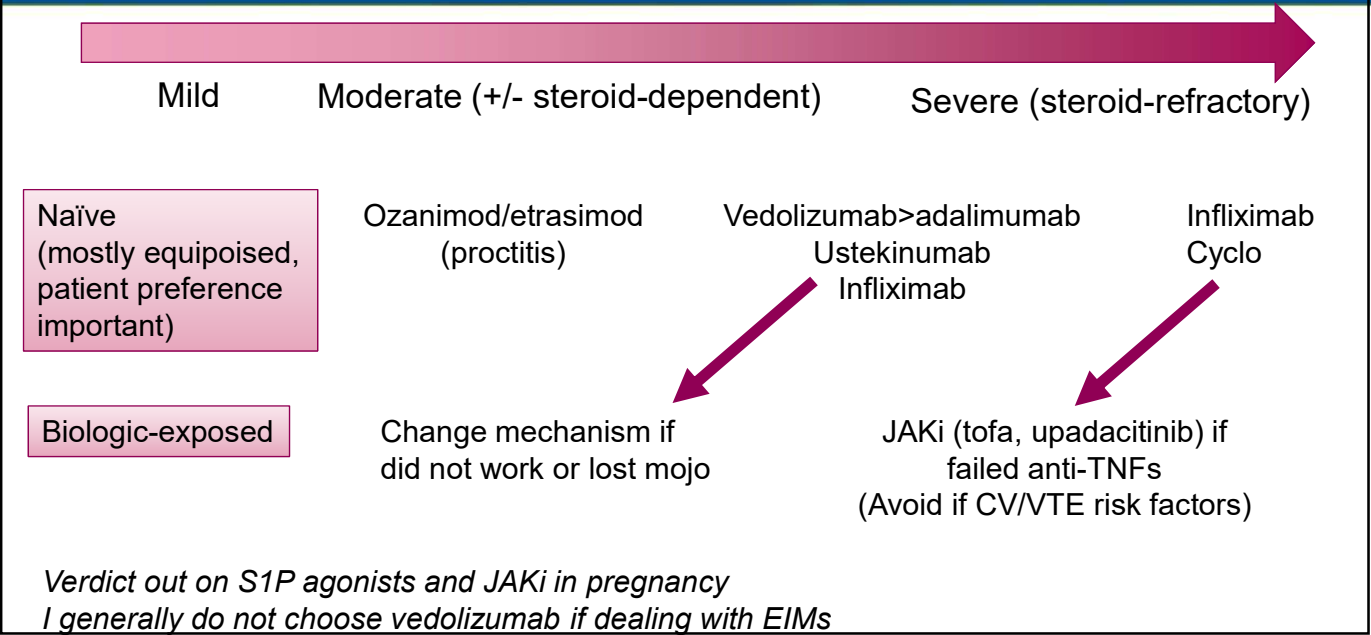 Mild
Moderate (+/- steroid-dependent)
Severe (steroid-refractory)
Naïve
(mostly equipoised,
patient preference
important)
Ozanimod/etrasimod
(proctitis)
Vedolizumab>adalimumab
Ustekinumab
Infliximab
Infliximab
Cyclo
Biologic-exposed
Change mechanism if
did not work or lost mojo
JAKi (tofa, upadacitinib) if
failed anti-TNFs
(Avoid if CV/VTE risk factors)
Verdict out on S1P agonists and JAKi in pregnancy
I generally do not choose vedolizumab if dealing with EIMs